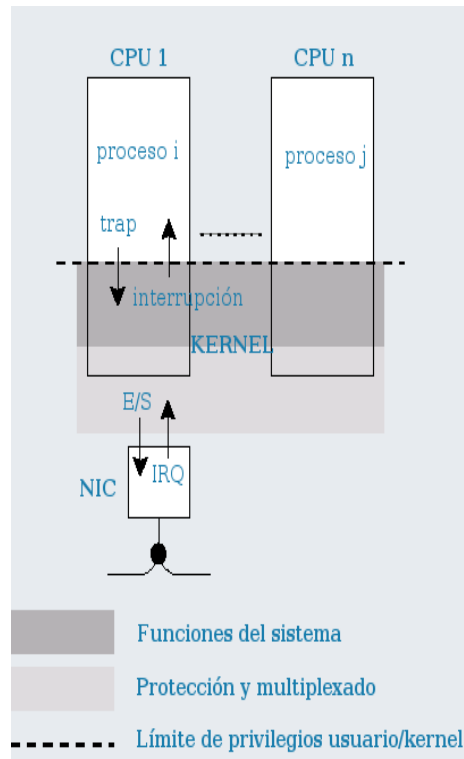 CPU 1 CPU n
proceso i proceso j
trap
interrupción
KERNEL
E/S
NIC IRQ
Funciones del sistema
Protección y multiplexado
Límite de privilegios usuario/kernel